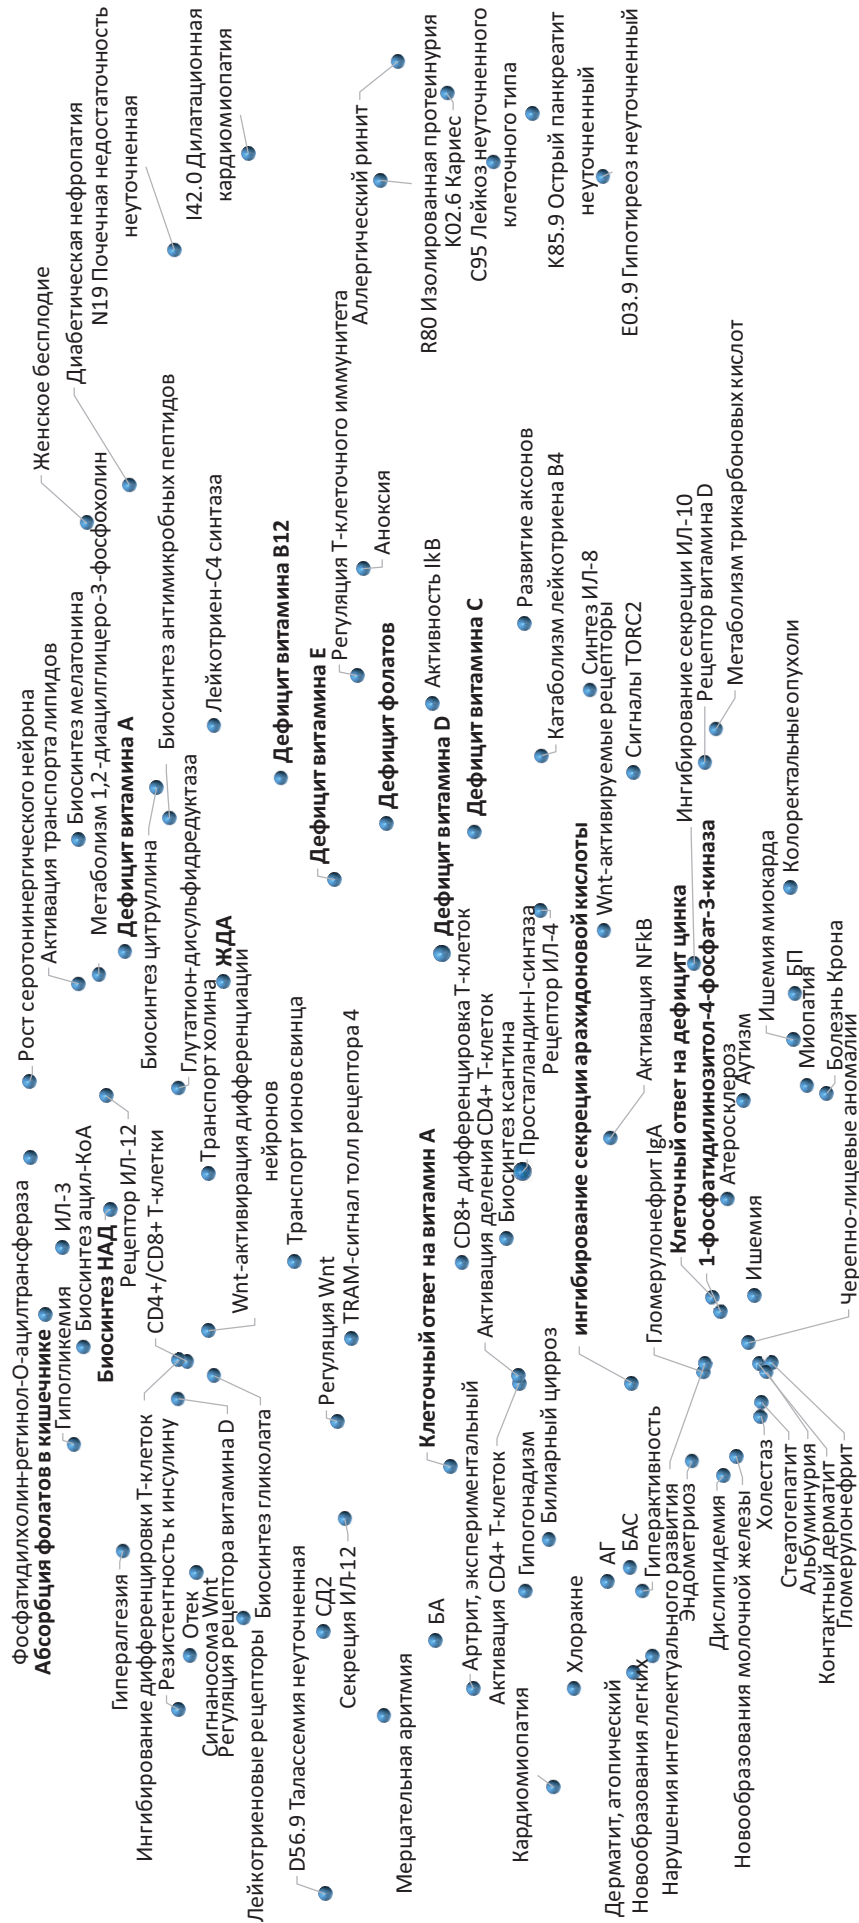 Фосфатидилхолин-ретинол-О-ацилтрансфераза
Абсорбция фолатов в кишечнике
Рост серотонинергического нейрона
Активация транспорта липидов
Женское бесплодие
Диабетическая нефропатия
N19 Почечная недостаточность
неуточненная
Гипогликемия
ИЛ-3
Биосинтез ацил-КоА
Биосинтез НАД
Биосинтез мелатонина
Метаболизм 1,2-диацилглицеро-3-фосфохолин
Дефицит витамина А
Рецептор ИЛ-12
CD4+/CD8+ Т-клетки
Биосинтез цитруллина
Биосинтез антимикробных пептидов
I42.0 Дилатационная
кардиомиопатия
Гипералгезия
Ингибирование дифференцировки Т-клеток
Резистентность к инсулину
Отек
Глутатион-дисульфидредуктаза
Транспорт холина
ЖДА
Лейкотриен-С4 синтаза
Сигнаносома Wnt
Регуляция рецептора витамина D
Лейкотриеновые рецепторы
Биосинтез гликолата
Wnt-активирация дифференциации
нейронов
Дефицит витамина В12
D56.9 Талассемия неуточненная
СД2
Секреция ИЛ-12
Транспорт ионов свинца
Регуляция Wnt
TRAM-сигнал толл рецептора 4
Дефицит витамина Е
Регуляция Т-клеточного иммунитета
Аноксия
Аллергический ринит
Мерцательная аритмия
БА
Клеточный ответ на витамин А
Дефицит фолатов
Активность IkB
Дефицит витамина D
Дефицит витамина С
R80 Изолированная протеинурия
K02.6 Кариес
C95 Лейкоз неуточненного
клеточного типа
Артрит, экспериментальный
Активация CD4+ Т-клеток
CD8+ дифференцировка Т-клеток
Активация деления CD4+ Т-клеток
Биосинтез ксантина
Простагландин-I-синтаза
Рецептор ИЛ-4
Развитие аксонов
Катаболизм лейкотриена В4
K85.9 Острый панкреатит
неуточненный
Кардиомиопатия
Гипогонадизм
Билиарный цирроз
Хлоракне
ингибирование секреции арахидоновой кислоты
Синтез ИЛ-8
Wnt-активируемые рецепторы
Сигналы TORC2
E03.9 Гипотиреоз неуточненный
АГ
БАС
Гиперактивность
Дерматит, атопический
Новообразования легких
Нарушения интеллектуального развития
Эндометриоз
Активация NFkB
Гломерулонефрит IgA
Клеточный ответ на дефицит цинка
1-фосфатидилинозитол-4-фосфат-3-киназа
Ингибирование секреции ИЛ-10
Рецептор витамина D
Метаболизм трикарбоновых кислот
Дислипидемия
Новообразования молочной железы
Атеросклероз
Аутизм
Ишемия
Ишемия миокарда
Колоректальные опухоли
Холестаз
Стеатогепатит
Альбуминурия
Контактный дерматит
Гломерулонефрит
БП
Миопатия
Болезнь Крона
Черепно-лицевые аномалии